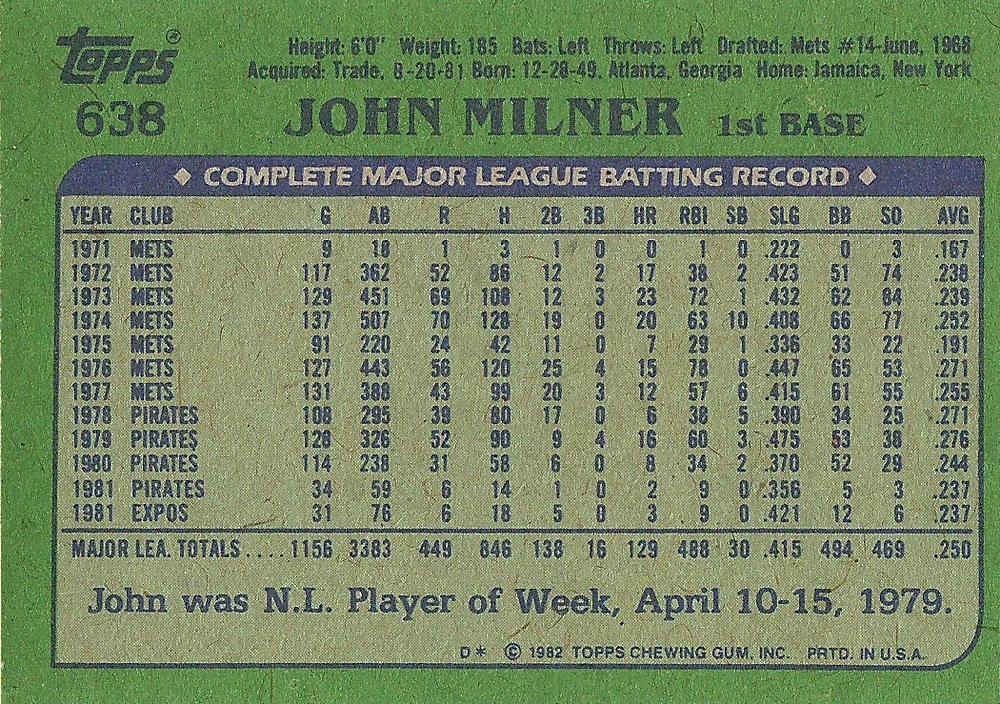 Topps® Height: 6'0" Weight: 185 Bats: Left Throws: Left Drafted: Mets #14-June, 1968
Acquired: Trade, 8-20-81 Born: 12-28-49, Atlanta, Georgia Home: Jamaica, New York
638 JOHN MILNER 1st BASE
◆ COMPLETE MAJOR LEAGUE BATTING RECORD ◆
YEAR CLUB G AB R H 2B 3B HR RBI SB SLG BB SO AVG
1971 METS 9 18 1 3 1 0 0 1 0 .222 0 3 .167
1972 METS 117 362 52 86 12 2 17 38 2 .423 51 74 .238
1973 METS 129 451 69 108 12 3 23 72 1 .432 62 84 .239
1974 METS 137 507 70 128 19 0 20 63 10 .408 66 77 .252
1975 METS 91 220 24 42 11 0 7 29 1 .336 33 22 .191
1976 METS 127 443 56 120 25 4 15 78 0 .447 65 53 .271
1977 METS 131 388 43 99 20 3 12 57 6 .415 61 55 .255
1978 PIRATES 108 295 39 80 17 0 6 38 5 .390 34 25 .271
1979 PIRATES 128 326 52 90 9 4 16 60 3 .475 53 38 .276
1980 PIRATES 114 238 31 58 6 0 8 34 2 .370 52 29 .244
1981 PIRATES 34 59 6 14 1 0 2 9 0 .356 5 3 .237
1981 EXPOS 31 76 6 18 5 0 3 9 0 .421 12 6 .237
MAJOR LEA. TOTALS.... 1156 3383 449 846 138 16 129 488 30 .415 494 469 .250
John was N.L. Player of Week, April 10-15, 1979.
D* © 1982 TOPPS CHEWING GUM, INC. PRTD. IN U.S.A.